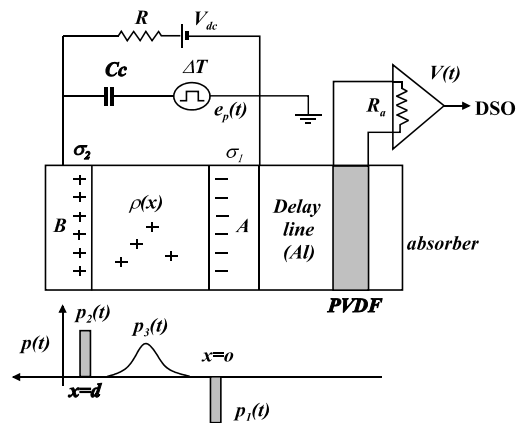 R
V_dc
Cc
ΔT
e_p(t)
V(t)
R_a
DSO
σ_2
σ_1
+
−
+
−
+
−
+
−
+
−
+
−
B
ρ(x)
+
+
+
+
A
Delay
line
(Al)
absorber
PVDF
p_2(t)
p_3(t)
p(t)
x=o
x=d
p_1(t)